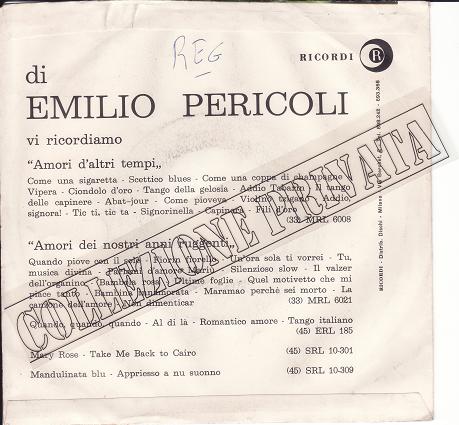 REG
RICORDI R
di
EMILIO PERICOLI
vi ricordiamo
"Amori d'altri tempi„
Come una sigaretta - Scettico blues - Come una coppa di champagne
Vipera - Ciondolo d'oro - Tango della gelosia - Addio Tabarin - Il tango
delle capinere - Abat-jour - Come pioveva - Violino tzigano - Addio,
signora! - Tic ti, tic ta - Signorinella - Capinera - Fili d'oro
(33) MRL 6008
"Amori dei nostri anni ruggenti„
Quando piove con il sole - Fiorin fiorello - Un'ora sola ti vorrei - Tu,
musica divina - Parlami d'amore Mariù - Silenzioso slow - Il valzer
dell'organino - Bambola rosa - Ultime foglie - Quel motivetto che mi
piace tanto - Bambina innamorata - Maramao perchè sei morto - La
canzone dell'amore - dimenticar (33) MRL 6021
Quando, quando, quando - Al di là - Romantico amore - Tango italiano
(45) ERL 185
Mary Rose - Take Me Back to Cairo (45) SRL 10-301
Mandulinata blu - Appriesso a nu suonno (45) SRL 10-309
RICORDI - Distrib. Dischi - Milano
COLLEZIONE PRIVATA